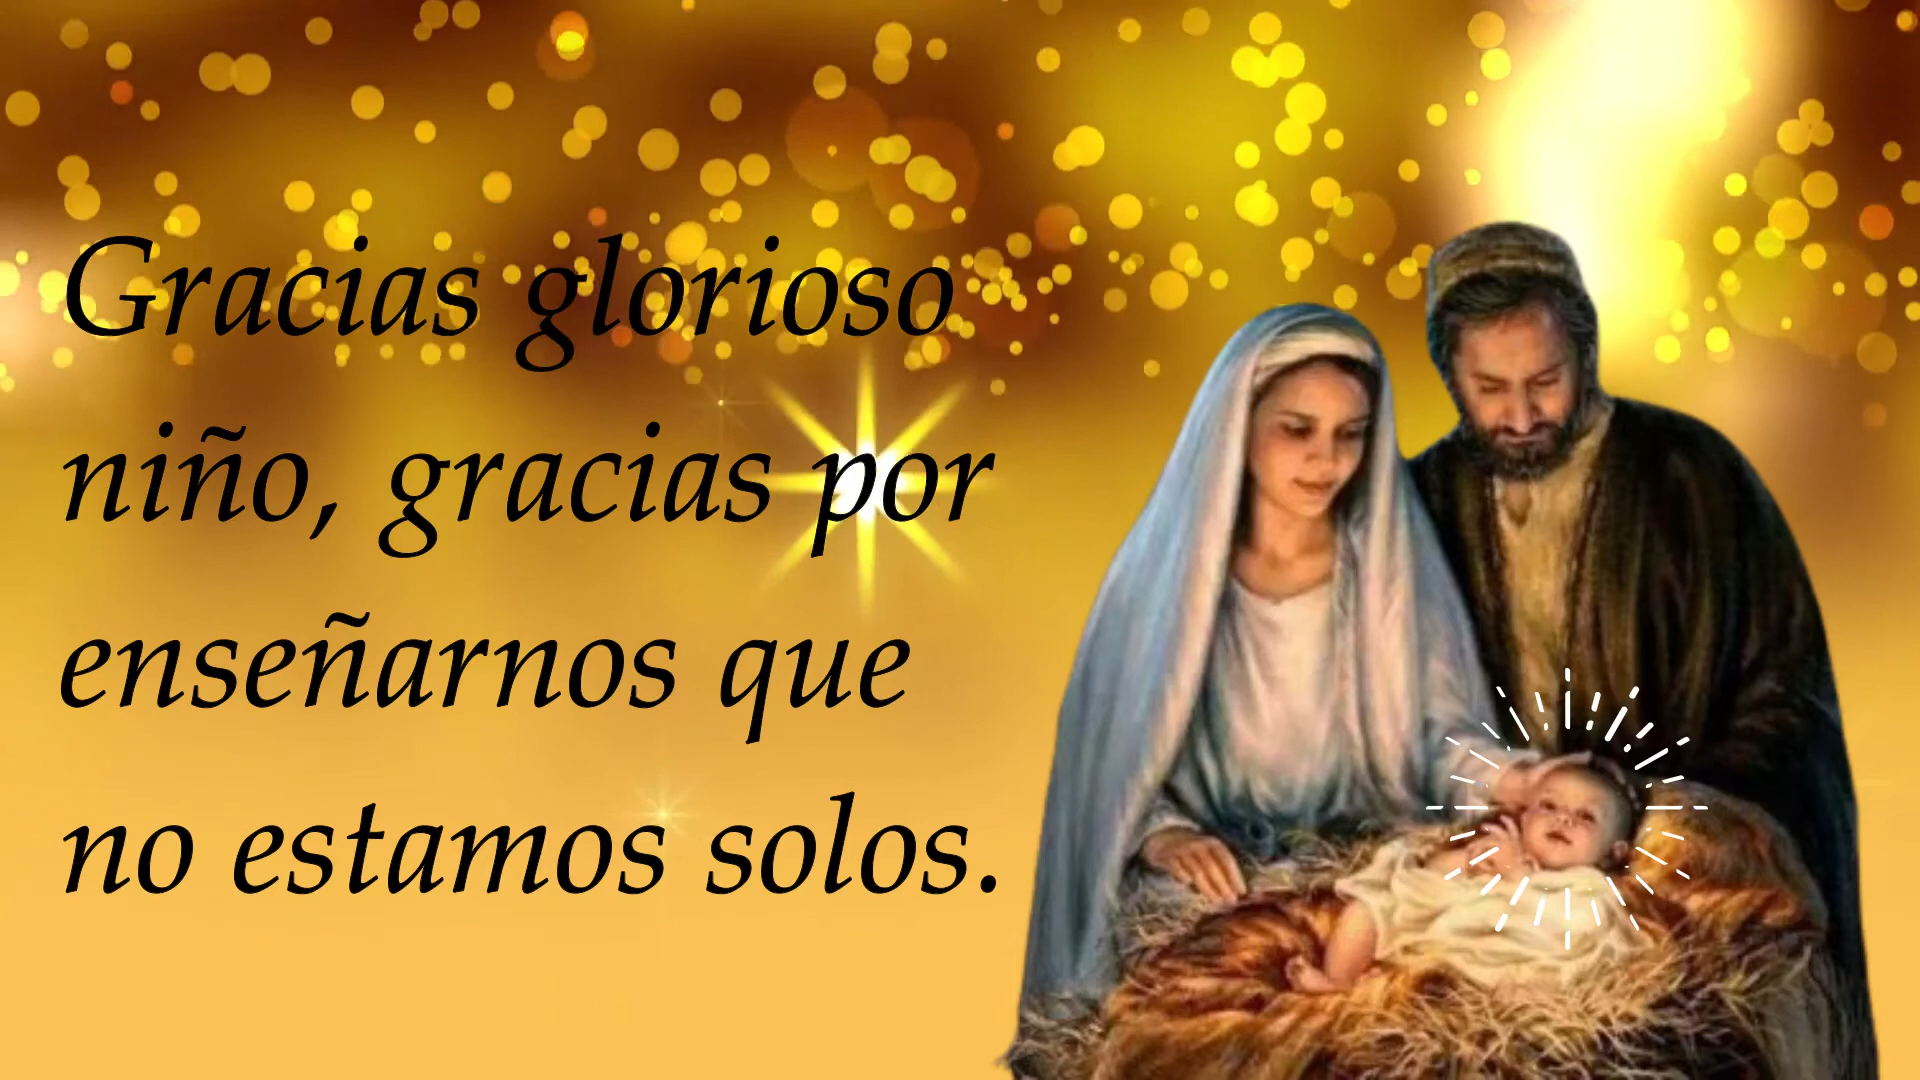 Gracias glorioso
niño, gracias por
enseñarnos que
no estamos solos.